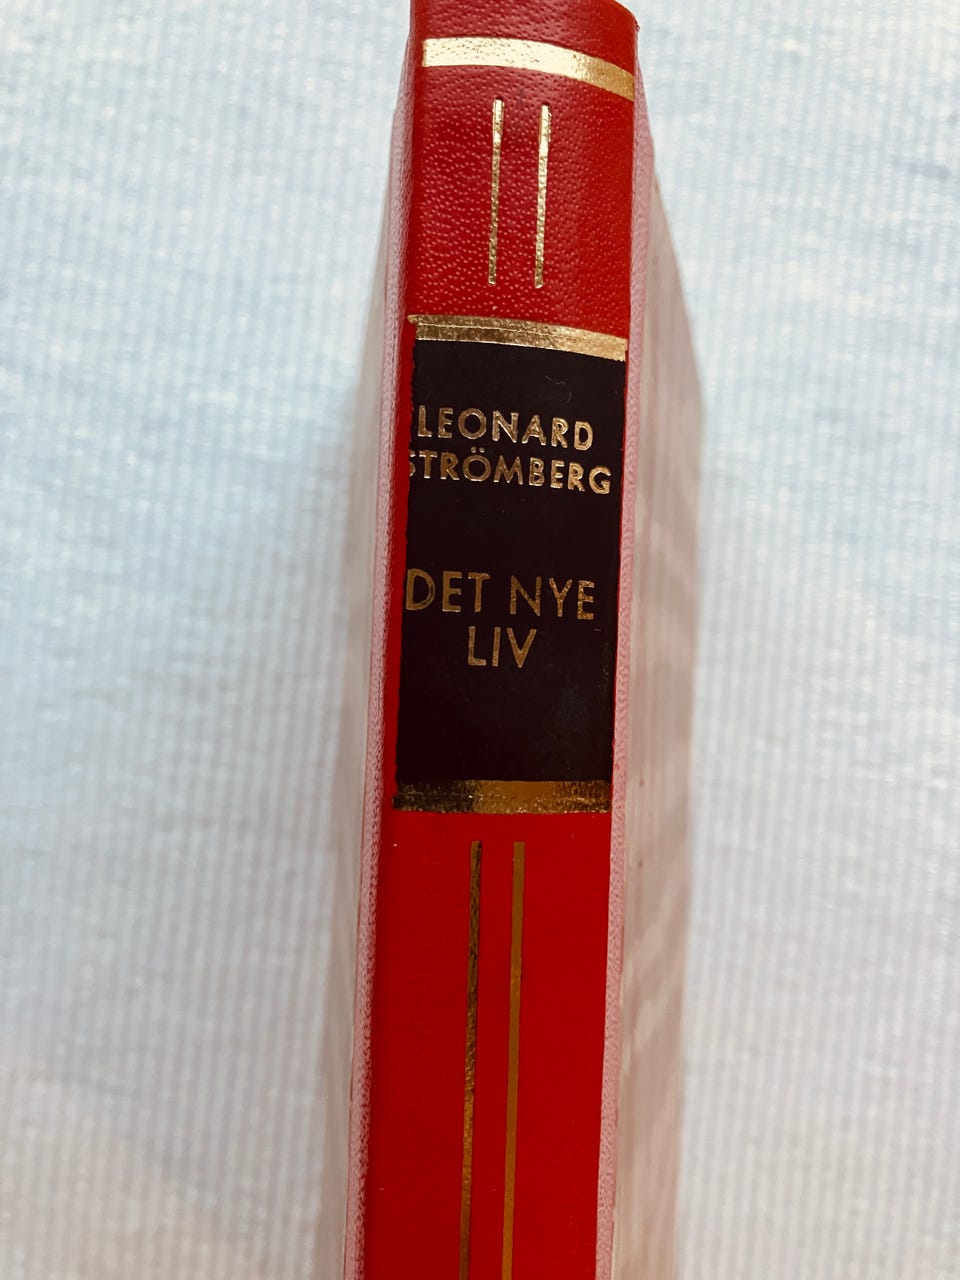 LEONARD
STRÖMBERG
DET NYE
LIV